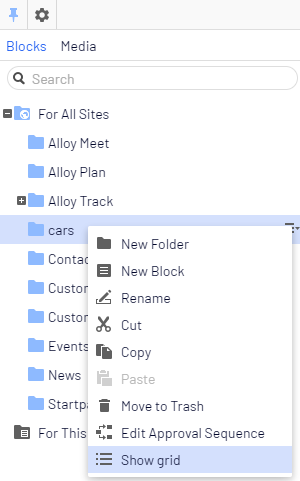 Blocks Media
Search
For All Sites
Alloy Meet
Alloy Plan
Alloy Track
cars
New Folder
Contac
New Block
Custon
Rename
Custon
Cut
Events
Copy
News
Paste
Startpa
Move to Trash
For This
Edit Approval Sequence
Show grid